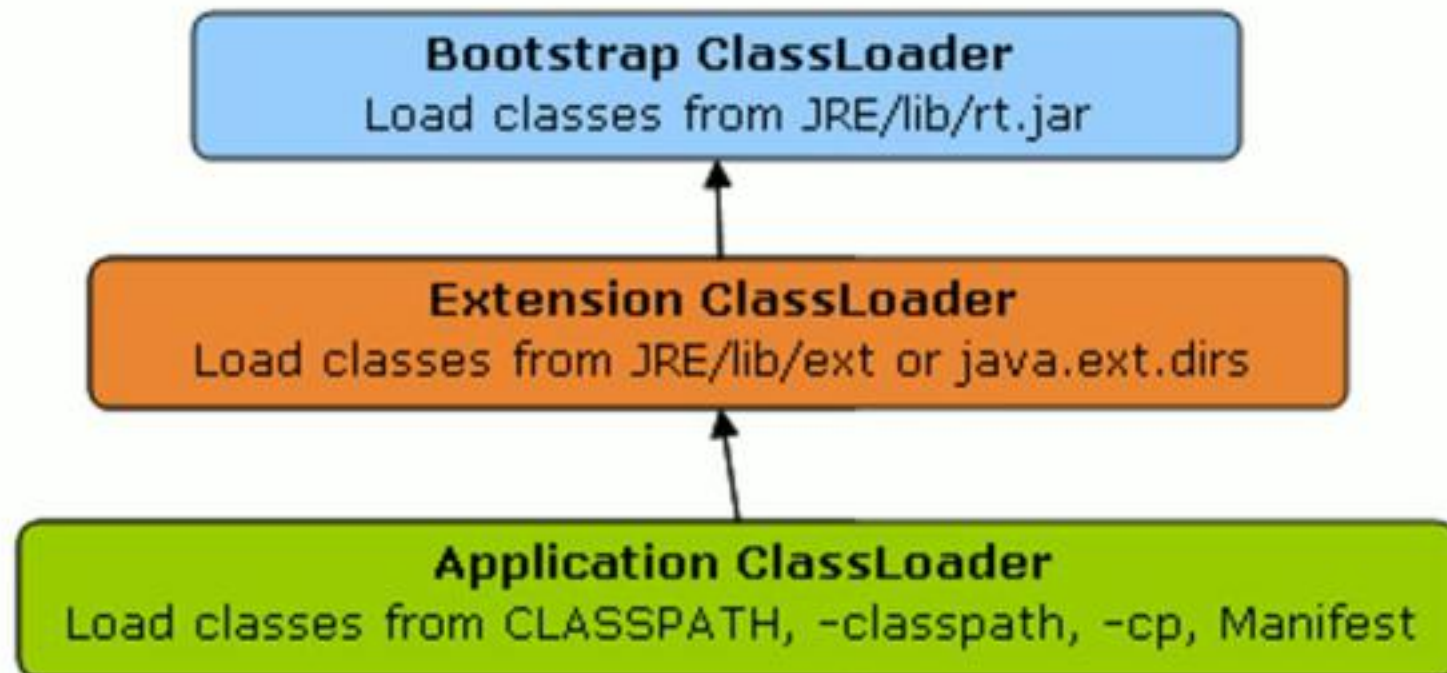 Bootstrap ClassLoader
Load classes from JRE/lib/rt.jar
Extension ClassLoader
Load classes from JRE/lib/ext or java.ext.dirs
Application ClassLoader
Load classes from CLASSPATH, -classpath, -cp, Manifest